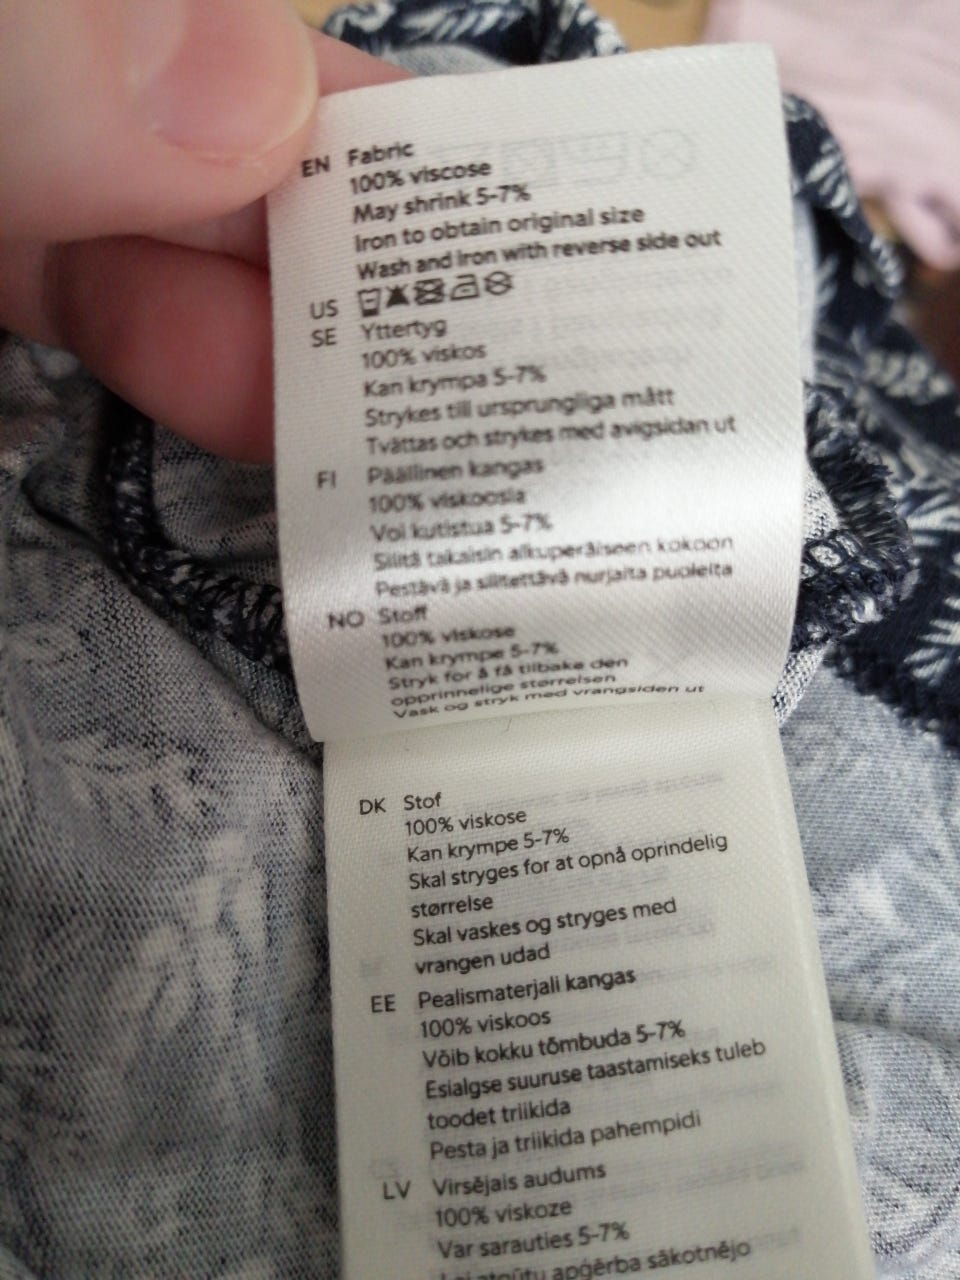 EN Fabric
100% viscose
May shrink 5-7%
Iron to obtain original size
Wash and iron with reverse side out
US
SE Yttertyg
100% viskos
Kan krympa 5-7%
Strykes till ursprungliga mått
Tvättas och strykes med avigsidan ut
FI Päällinen kangas
100% viskoosia
Voi kutistua 5-7%
Silitä takaisin alkuperäiseen kokoon
Pestävä ja silitettävä nurjalta puolelta
NO Stoff
100% viskose
Kan krympe 5-7%
Stryk for å få tilbake den
opprinnelige størrelsen
Vask og stryk med vrangsiden ut
DK Stof
100% viskose
Kan krympe 5-7%
Skal stryges for at opnå oprindelig
størrelse
Skal vaskes og stryges med
vrangen udad
EE Pealismaterjali kangas
100% viskoos
Võib kokku tõmbuda 5-7%
Esialgse suuruse taastamiseks tuleb
toodet triikida
Pesta ja triikida pahempidi
LV Virsējais audums
100% viskoze
Var sarauties 5-7%
Lai atgūtu apģērba sākotnējo